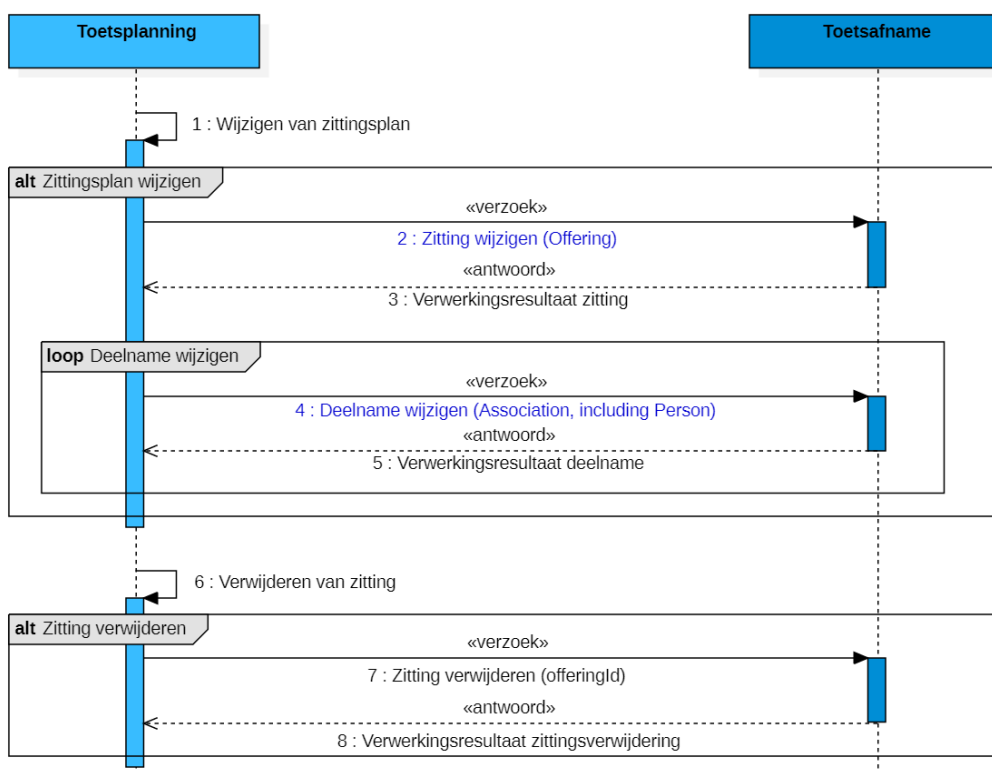 Toetsplanning
Toetsafname
1 : Wijzigen van zittingsplan
alt Zittingsplan wijzigen
«verzoek»
2 : Zitting wijzigen (Offering)
«antwoord»
3 : Verwerkingsresultaat zitting
loop Deelname wijzigen
«verzoek»
4 : Deelname wijzigen (Association, including Person)
«antwoord»
5 : Verwerkingsresultaat deelname
6 : Verwijderen van zitting
alt Zitting verwijderen
«verzoek»
7 : Zitting verwijderen (offeringId)
«antwoord»
8 : Verwerkingsresultaat zittingsverwijdering